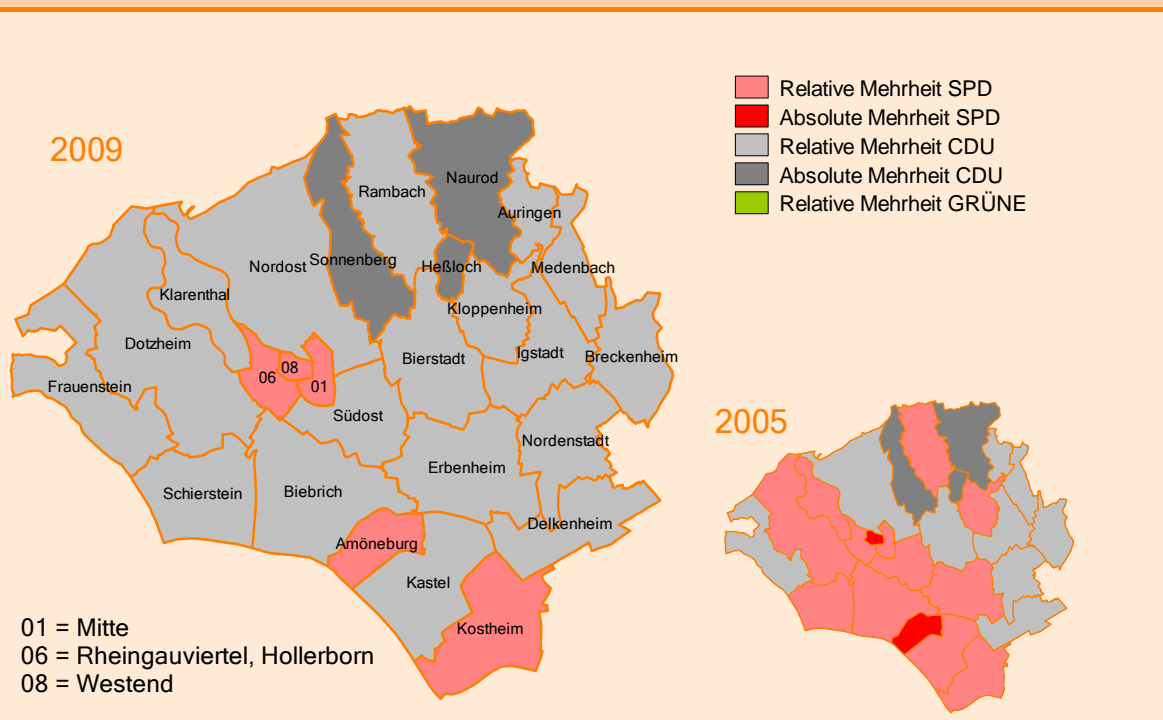 Relative Mehrheit SPD
Absolute Mehrheit SPD
Relative Mehrheit CDU
Absolute Mehrheit CDU
Relative Mehrheit GRÜNE
2009
Rambach
Naurod
Auringen
Nordost
Sonnenberg
Heßloch
Medenbach
Klarenthal
Kloppenheim
Dotzheim
Bierstadt
Igstadt
Breckenheim
Frauenstein
06
08
01
Südost
Nordenstadt
Erbenheim
Schierstein
Biebrich
Delkenheim
Amöneburg
Kastel
Kostheim
2005
01 = Mitte
06 = Rheingauviertel, Hollerborn
08 = Westend